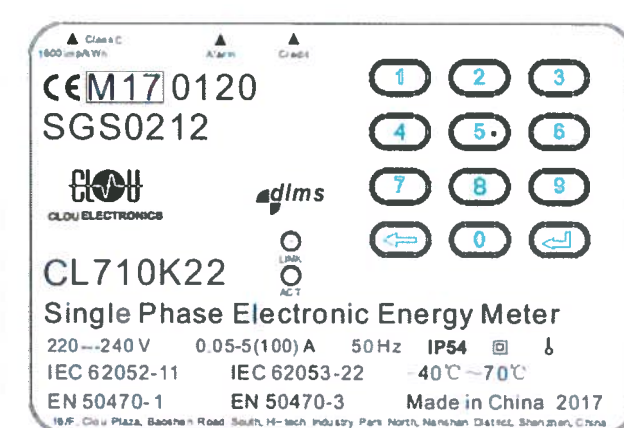 Class C
1600 imp/kWh Alarm Credit
CE M17 0120
SGS0212
1 2 3
4 5 6
7 8 9
0
CLOU
CLOU ELECTRONICS
dlms
LINK
CL710K22
ACT
Single Phase Electronic Energy Meter
220---240 V 0.05-5(100) A 50Hz IP54
IEC 62052-11 IEC 62053-22 -40℃~70℃
EN 50470-1 EN 50470-3 Made in China 2017
16/F, Clou Plaza, Baoshen Road South, H-tech Industry Park North, Nanshan District, Shenzhen, China